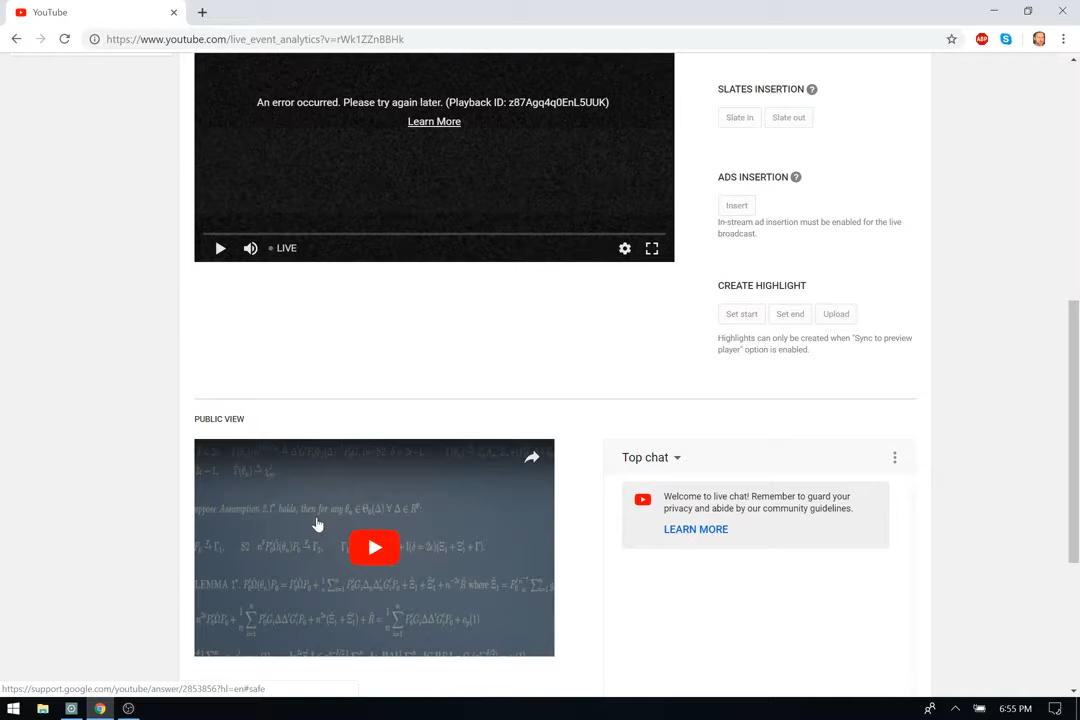 YouTube
https://www.youtube.com/live_event_analytics?v=rWk1ZZnBBHk
ABP
An error occurred. Please try again later. (Playback ID: z87Agq4q0EnL5UUK)
Learn More
LIVE
SLATES INSERTION
Slate in
Slate out
ADS INSERTION
Insert
In-stream ad insertion must be enabled for the live
broadcast.
CREATE HIGHLIGHT
Set start
Set end
Upload
Highlights can only be created when "Sync to preview
player" option is enabled.
PUBLIC VIEW
Top chat
Welcome to live chat! Remember to guard your
privacy and abide by our community guidelines.
LEARN MORE
https://support.google.com/youtube/answer/2853856?hl=en#safe
6:55 PM